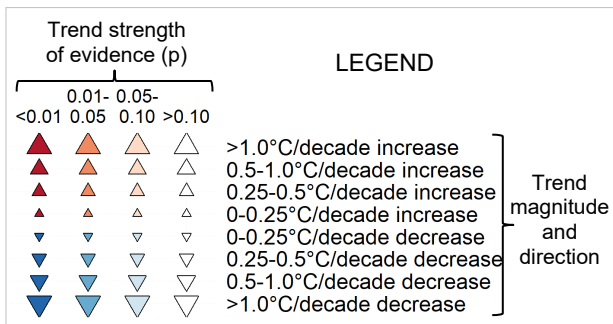 Trend strength
of evidence (p)
LEGEND
0.01- 0.05-
<0.01 0.05 0.10 >0.10
>1.0°C/decade increase
0.5-1.0°C/decade increase
0.25-0.5°C/decade increase
0-0.25°C/decade increase
0-0.25°C/decade decrease
0.25-0.5°C/decade decrease
0.5-1.0°C/decade decrease
>1.0°C/decade decrease
Trend
magnitude
and
direction